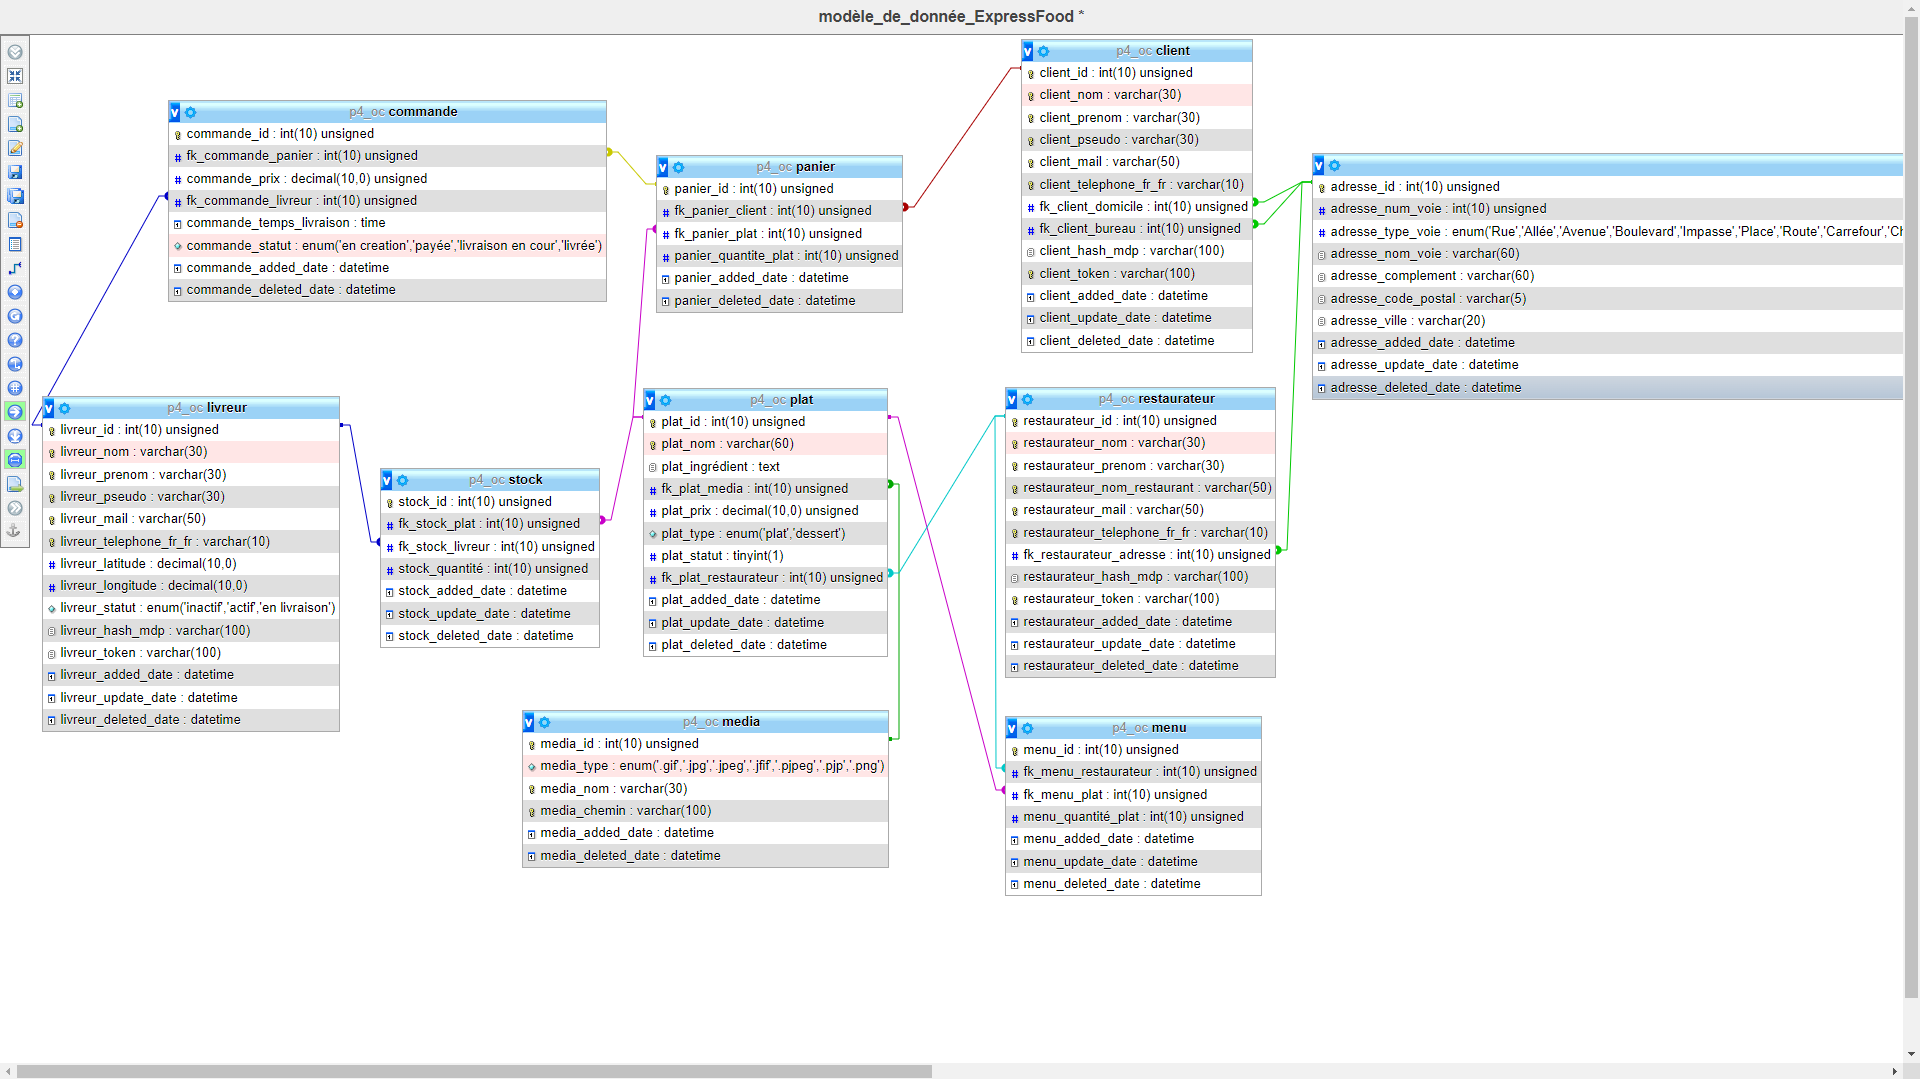 modèle_de_donnée_ExpressFood *
p4_oc commande
commande_id : int(10) unsigned
fk_commande_panier : int(10) unsigned
commande_prix : decimal(10,0) unsigned
fk_commande_livreur : int(10) unsigned
commande_temps_livraison : time
commande_statut : enum('en creation','payée','livraison en cour','livrée')
commande_added_date : datetime
commande_deleted_date : datetime
p4_oc panier
panier_id : int(10) unsigned
fk_panier_client : int(10) unsigned
fk_panier_plat : int(10) unsigned
panier_quantite_plat : int(10) unsigned
panier_added_date : datetime
panier_deleted_date : datetime
p4_oc client
client_id : int(10) unsigned
client_nom : varchar(30)
client_prenom : varchar(30)
client_pseudo : varchar(30)
client_mail : varchar(50)
client_telephone_fr_fr : varchar(10)
fk_client_domicile : int(10) unsigned
fk_client_bureau : int(10) unsigned
client_hash_mdp : varchar(100)
client_token : varchar(100)
client_added_date : datetime
client_update_date : datetime
client_deleted_date : datetime
adresse_id : int(10) unsigned
adresse_num_voie : int(10) unsigned
adresse_type_voie : enum('Rue','Allée','Avenue','Boulevard','Impasse','Place','Route','Carrefour','Ch
adresse_nom_voie : varchar(60)
adresse_complement : varchar(60)
adresse_code_postal : varchar(5)
adresse_ville : varchar(20)
adresse_added_date : datetime
adresse_update_date : datetime
adresse_deleted_date : datetime
p4_oc livreur
livreur_id : int(10) unsigned
livreur_nom : varchar(30)
livreur_prenom : varchar(30)
livreur_pseudo : varchar(30)
livreur_mail : varchar(50)
livreur_telephone_fr_fr : varchar(10)
livreur_latitude : decimal(10,0)
livreur_longitude : decimal(10,0)
livreur_statut : enum('inactif','actif','en livraison')
livreur_hash_mdp : varchar(100)
livreur_token : varchar(100)
livreur_added_date : datetime
livreur_update_date : datetime
livreur_deleted_date : datetime
p4_oc stock
stock_id : int(10) unsigned
fk_stock_plat : int(10) unsigned
fk_stock_livreur : int(10) unsigned
stock_quantité : int(10) unsigned
stock_added_date : datetime
stock_update_date : datetime
stock_deleted_date : datetime
p4_oc plat
plat_id : int(10) unsigned
plat_nom : varchar(60)
plat_ingrédient : text
fk_plat_media : int(10) unsigned
plat_prix : decimal(10,0) unsigned
plat_type : enum('plat','dessert')
plat_statut : tinyint(1)
fk_plat_restaurateur : int(10) unsigned
plat_added_date : datetime
plat_update_date : datetime
plat_deleted_date : datetime
p4_oc restaurateur
restaurateur_id : int(10) unsigned
restaurateur_nom : varchar(30)
restaurateur_prenom : varchar(30)
restaurateur_nom_restaurant : varchar(50)
restaurateur_mail : varchar(50)
restaurateur_telephone_fr_fr : varchar(10)
fk_restaurateur_adresse : int(10) unsigned
restaurateur_hash_mdp : varchar(100)
restaurateur_token : varchar(100)
restaurateur_added_date : datetime
restaurateur_update_date : datetime
restaurateur_deleted_date : datetime
p4_oc media
media_id : int(10) unsigned
media_type : enum('.gif','.jpg','.jpeg','.jfif','.pjpeg','.pjp','.png')
media_nom : varchar(30)
media_chemin : varchar(100)
media_added_date : datetime
media_deleted_date : datetime
p4_oc menu
menu_id : int(10) unsigned
fk_menu_restaurateur : int(10) unsigned
fk_menu_plat : int(10) unsigned
menu_quantité_plat : int(10) unsigned
menu_added_date : datetime
menu_update_date : datetime
menu_deleted_date : datetime